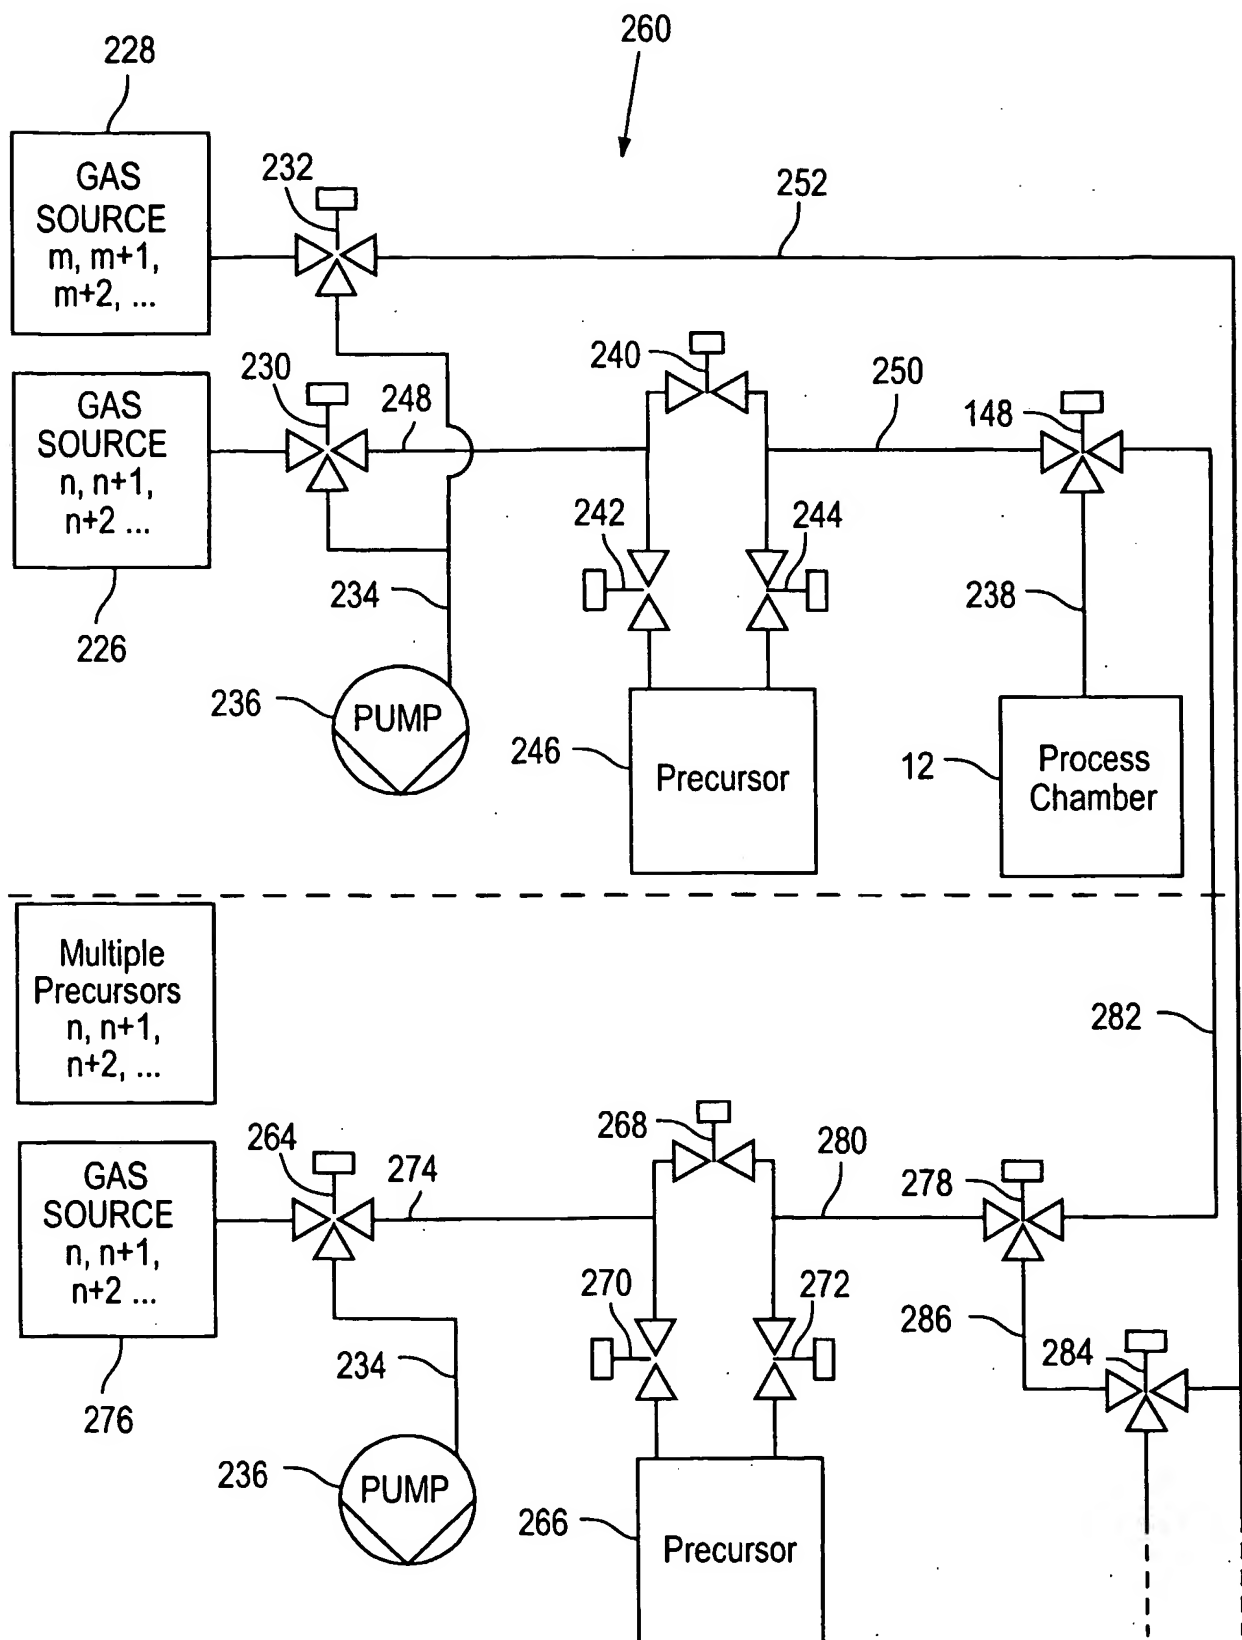 260
228
GAS
SOURCE
m, m+1,
m+2, ...
232
252
230
248
240
250
148
GAS
SOURCE
n, n+1,
n+2 ...
226
242
244
234
238
236
PUMP
246
Precursor
12
Process
Chamber
Multiple
Precursors
n, n+1,
n+2, ...
282
264
274
268
280
278
GAS
SOURCE
n, n+1,
n+2 ...
276
270
272
286
284
234
236
PUMP
266
Precursor